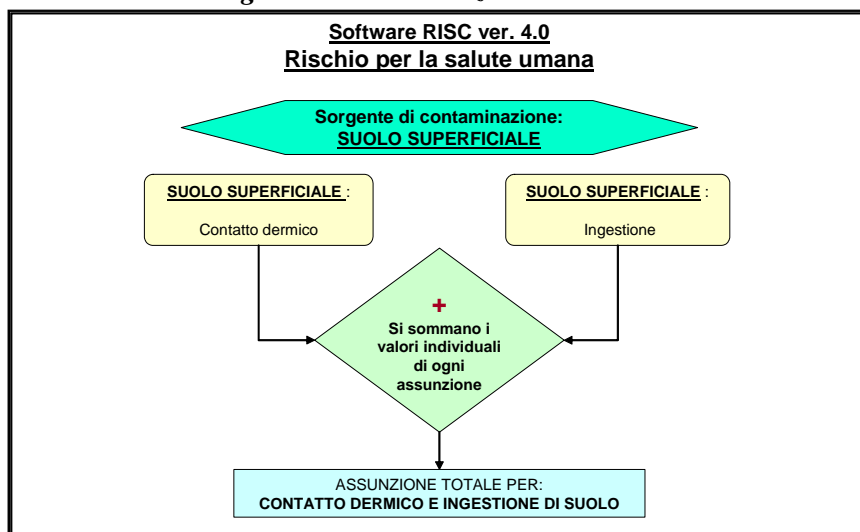 Software RISC ver. 4.0
Rischio per la salute umana
Sorgente di contaminazione:
SUOLO SUPERFICIALE
SUOLO SUPERFICIALE :
Contatto dermico
SUOLO SUPERFICIALE :
Ingestione
+
Si sommano i
valori individuali
di ogni
assunzione
ASSUNZIONE TOTALE PER:
CONTATTO DERMICO E INGESTIONE DI SUOLO